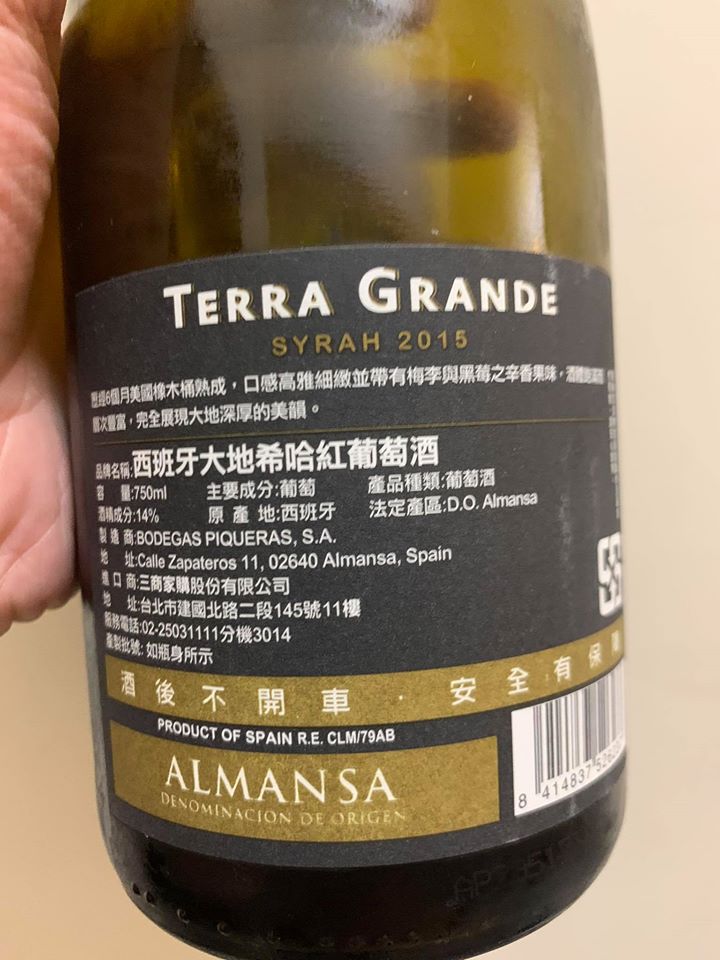 TERRA GRANDE
SYRAH 2015
歷經6個月美國橡木桶熟成，口感高雅細緻並帶有梅李與黑莓之辛香果味，酒體
層次豐富，完全展現大地深厚的美韻。
品牌名稱:西班牙大地希哈紅葡萄酒
容 量:750ml 主要成分:葡萄 產品種類:葡萄酒
酒精成分:14% 原 產 地:西班牙 法定產區:D.O. Almansa
製 造 商:BODEGAS PIQUERAS, S.A.
地 址:Calle Zapateros 11, 02640 Almansa, Spain
進 口 商:三商家購股份有限公司
地 址:台北市建國北路二段145號11樓
服務電話:02-25031111分機3014
產製批號: 如瓶身所示
酒後不開車．安全有保障
PRODUCT OF SPAIN R.E. CLM/79AB
ALMANSA
DENOMINACION DE ORIGEN
8 414837